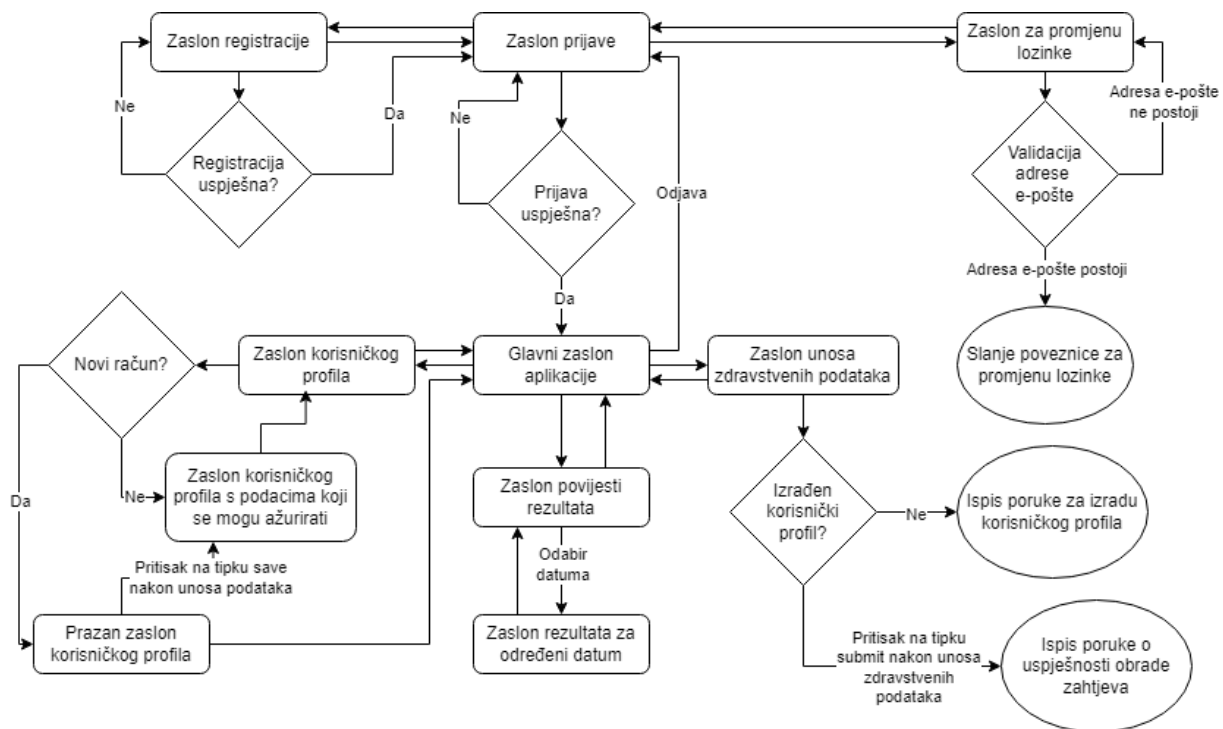 Zaslon registracije
Zaslon prijave
Zaslon za promjenu
lozinke
Ne
Da
Ne
Adresa e-pošte
ne postoji
Registracija
uspješna?
Prijava
uspješna?
Odjava
Validacija
adrese
e-pošte
Adresa e-pošte postoji
Da
Novi račun?
Zaslon korisničkog
profila
Glavni zaslon
aplikacije
Zaslon unosa
zdravstvenih podataka
Slanje poveznice za
promjenu lozinke
Da
Ne
Zaslon korisničkog
profila s podacima koji
se mogu ažurirati
Zaslon povijesti
rezultata
Izrađen
korisnički
profil?
Ne
Ispis poruke za izradu
korisničkog profila
Pritisak na tipku save
nakon unosa podataka
Odabir
datuma
Prazan zaslon
korisničkog profila
Zaslon rezultata za
određeni datum
Pritisak na tipku
submit nakon unosa
zdravstvenih
podataka
Ispis poruke o
uspješnosti obrade
zahtjeva